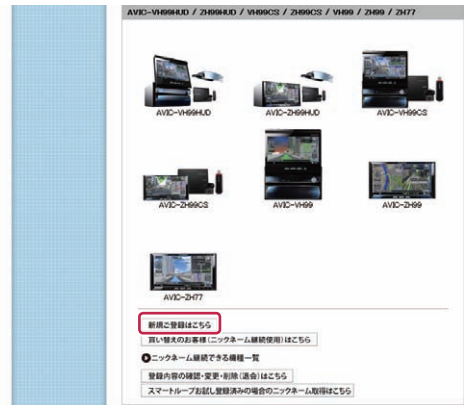 AVIC-VH99HUD / ZH99HUD / VH99CS / ZH99CS / VH99 / ZH99 / ZH77
AVIC-VH99HUD
AVIC-ZH99HUD
AVIC-VH99CS
AVIC-ZH99CS
AVIC-VH99
AVIC-ZH99
AVIC-ZH77
新規ご登録はこちら
買い替えのお客様(ニックネーム継続使用)はこちら
ニックネーム継続できる機種一覧
登録内容の確認・変更・削除(退会)はこちら
スマートループお試し登録済みの場合のニックネーム取得はこちら